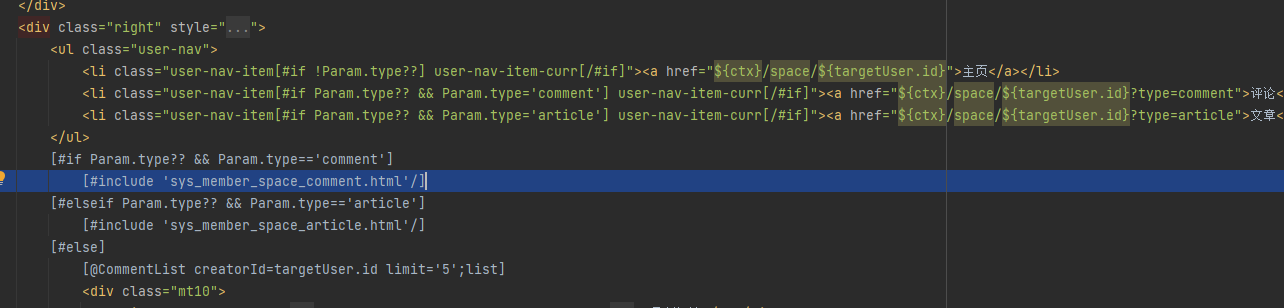 </div>
<div class="right" style="...">
<ul class="user-nav">
<li class="user-nav-item[#if !Param.type??] user-nav-item-curr[/#if]"><a href="${ctx}/space/${targetUser.id}">主页</a></li>
<li class="user-nav-item[#if Param.type?? && Param.type='comment'] user-nav-item-curr[/#if]"><a href="${ctx}/space/${targetUser.id}?type=comment">评论<
<li class="user-nav-item[#if Param.type?? && Param.type='article'] user-nav-item-curr[/#if]"><a href="${ctx}/space/${targetUser.id}?type=article">文章<
</ul>
[#if Param.type?? && Param.type=='comment']
[#include 'sys_member_space_comment.html'/]
[#elseif Param.type?? && Param.type=='article']
[#include 'sys_member_space_article.html'/]
[#else]
[@CommentList creatorId=targetUser.id limit='5';list]
<div class="mt10">